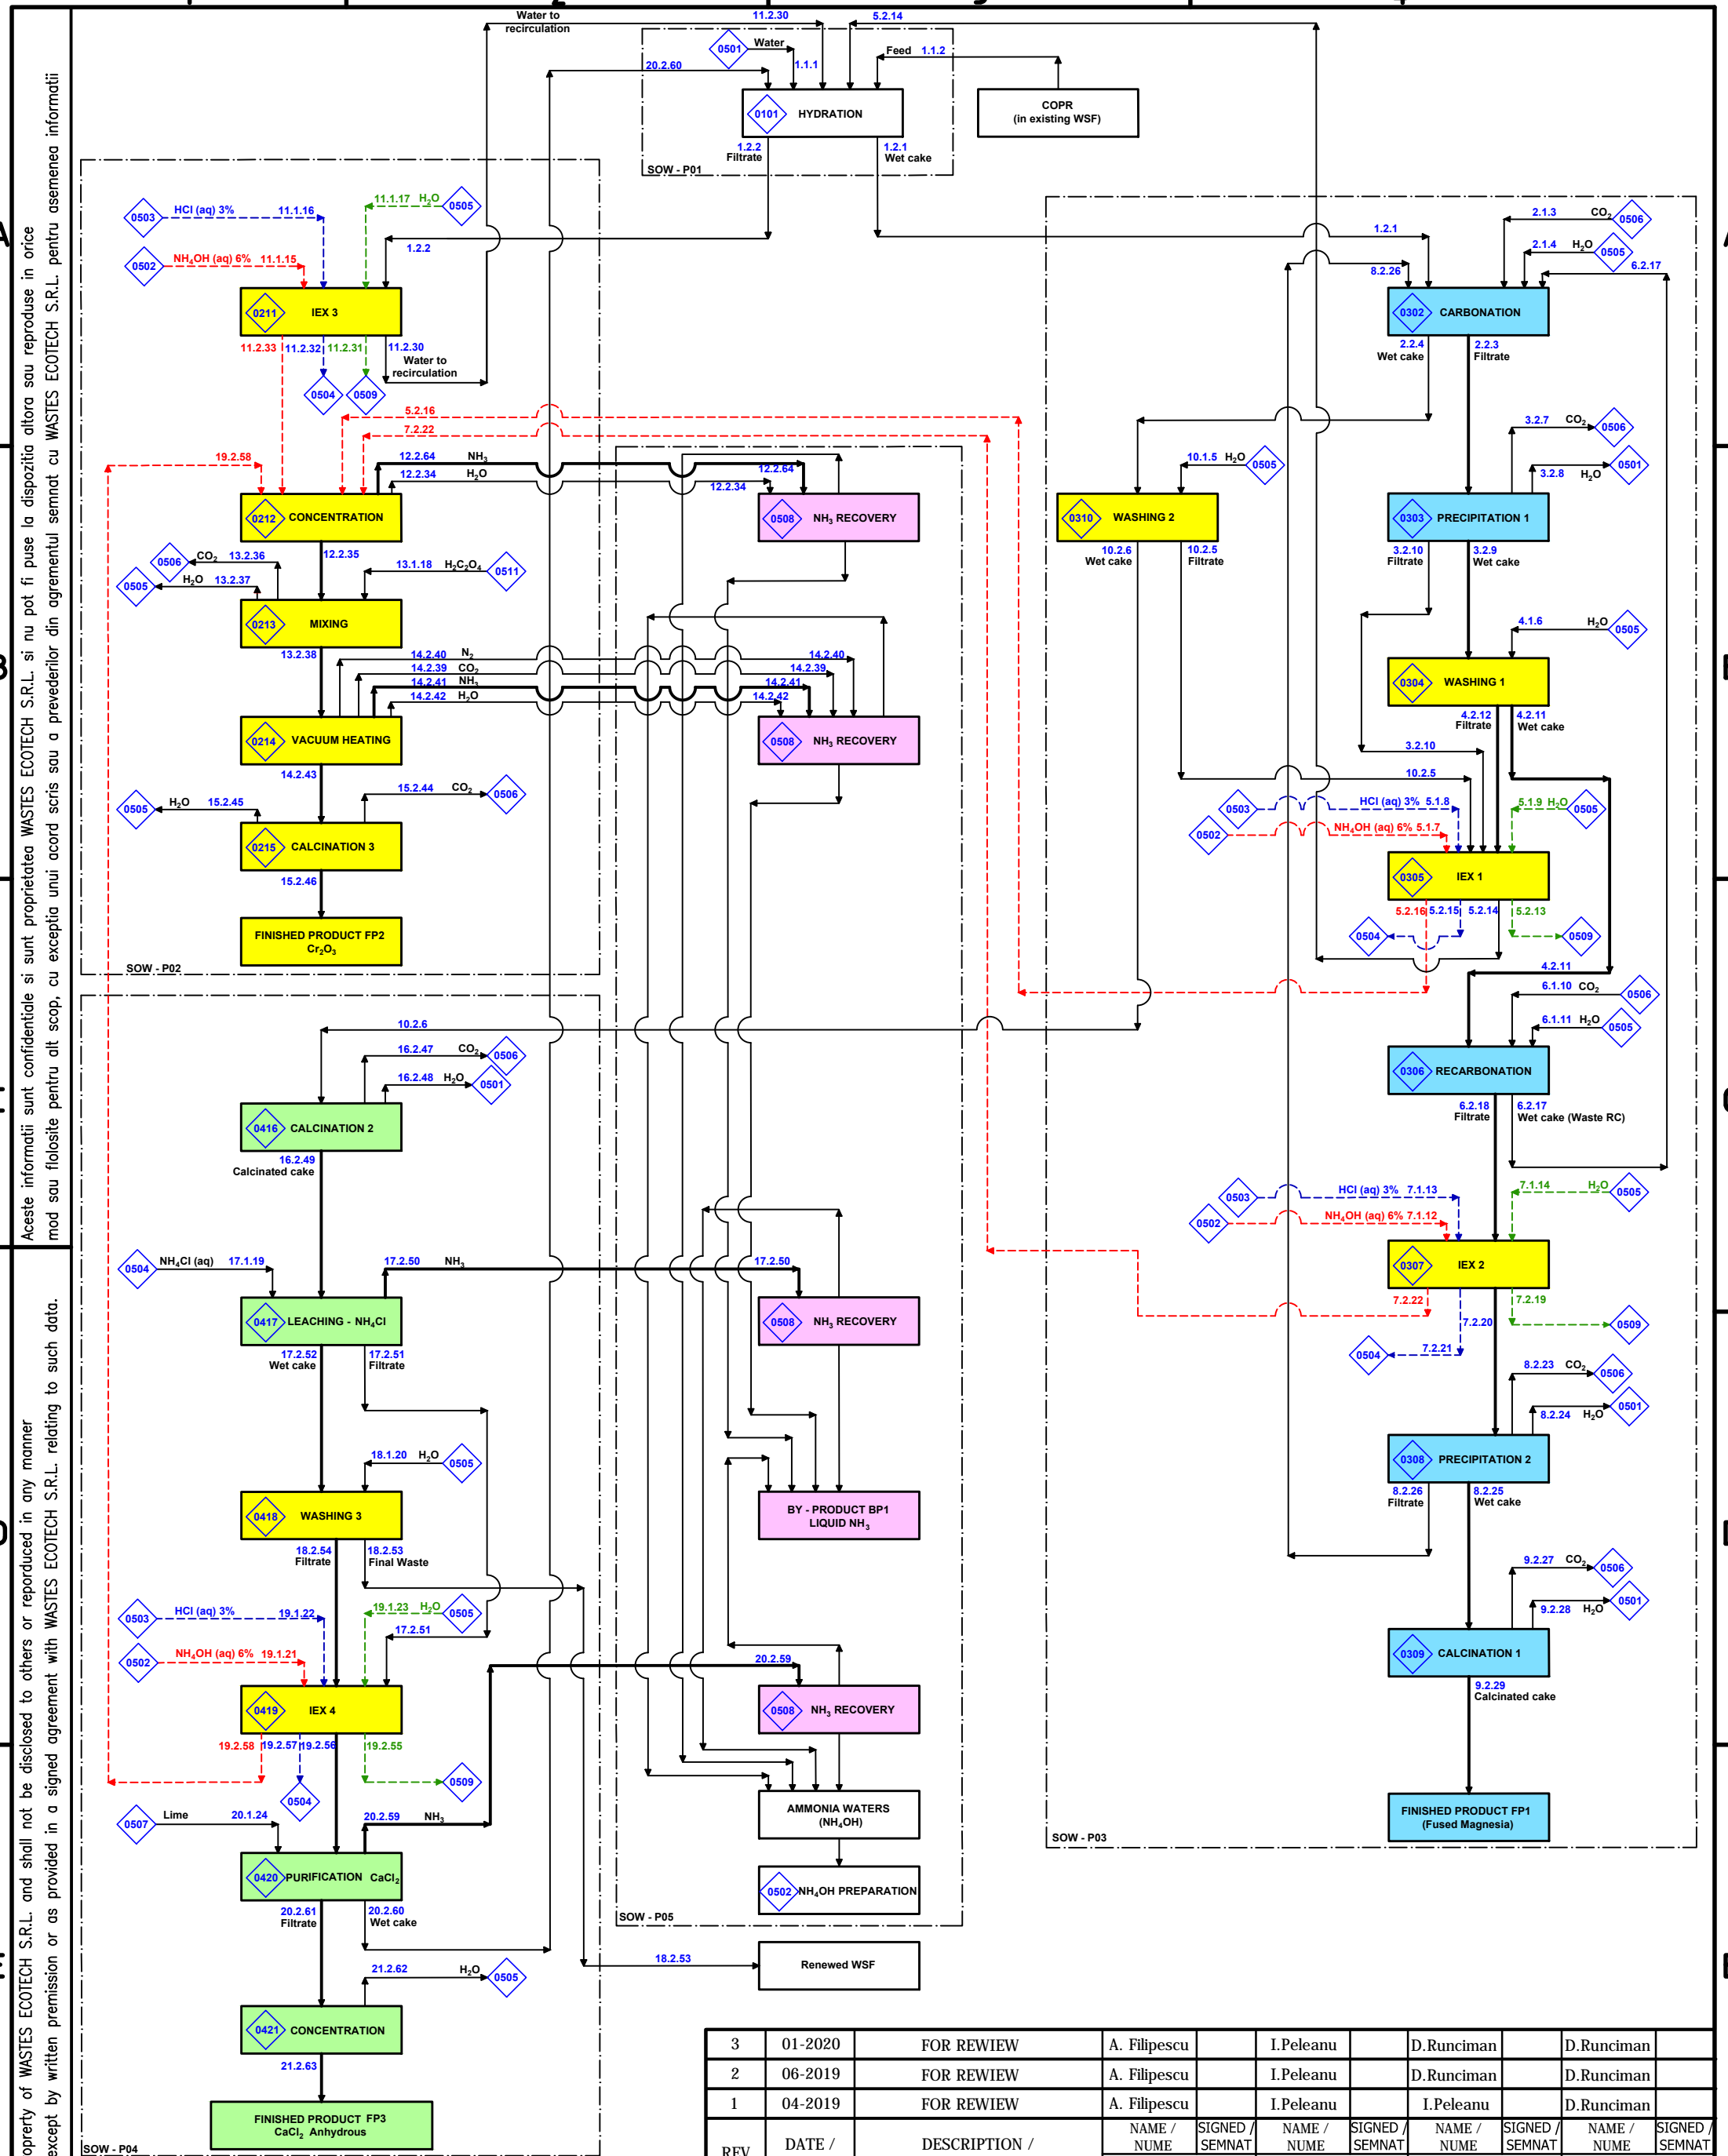 Water to
recirculation
11.2.30
5.2.14
0501
Water
1.1.1
Feed 1.1.2
20.2.60
0101
HYDRATION
COPR
(in existing WSF)
1.2.2
Filtrate
1.2.1
Wet cake
SOW - P01
0503
HCl (aq) 3%
11.1.16
11.1.17 H₂O
0505
0502
NH₄OH (aq) 6%
11.1.15
1.2.2
0211
IEX 3
11.2.33
11.2.32
11.2.31
11.2.30
Water to
recirculation
0504
0509
5.2.16
7.2.22
19.2.58
12.2.64
NH₃
12.2.34
H₂O
12.2.64
12.2.34
0212
CONCENTRATION
0508
NH₃ RECOVERY
12.2.35
0506
CO₂
13.2.36
0505
H₂O
13.2.37
13.1.18
H₂C₂O₄
0511
0213
MIXING
13.2.38
14.2.40
N₂
14.2.39
CO₂
14.2.41
NH₃
14.2.42
H₂O
14.2.40
14.2.39
14.2.41
14.2.42
0214
VACUUM HEATING
0508
NH₃ RECOVERY
14.2.43
15.2.44
CO₂
0506
0505
H₂O
15.2.45
0215
CALCINATION 3
15.2.46
FINISHED PRODUCT FP2
Cr₂O₃
SOW - P02
1.2.1
2.1.3
CO₂
0506
2.1.4
H₂O
0505
8.2.26
6.2.17
0302
CARBONATION
2.2.4
Wet cake
2.2.3
Filtrate
3.2.7
CO₂
0506
10.1.5 H₂O
0505
3.2.8
H₂O
0501
0310
WASHING 2
0303
PRECIPITATION 1
10.2.6
Wet cake
10.2.5
Filtrate
3.2.10
Filtrate
3.2.9
Wet cake
4.1.6
H₂O
0505
0304
WASHING 1
4.2.12
Filtrate
4.2.11
Wet cake
3.2.10
10.2.5
0503
HCl (aq) 3% 5.1.8
5.1.9 H₂O
0505
0502
NH₄OH (aq) 6% 5.1.7
0305
IEX 1
5.2.16
5.2.15
5.2.14
5.2.13
0504
0509
4.2.11
6.1.10 CO₂
0506
6.1.11 H₂O
0505
0306
RECARBONATION
6.2.18
Filtrate
6.2.17
Wet cake (Waste RC)
0503
HCl (aq) 3% 7.1.13
7.1.14
H₂O
0505
0502
NH₄OH (aq) 6% 7.1.12
0307
IEX 2
7.2.22
7.2.20
7.2.19
0509
0504
7.2.21
8.2.23 CO₂
0506
8.2.24 H₂O
0501
0308
PRECIPITATION 2
8.2.26
Filtrate
8.2.25
Wet cake
9.2.27 CO₂
0506
9.2.28 H₂O
0501
0309
CALCINATION 1
9.2.29
Calcinated cake
FINISHED PRODUCT FP1
(Fused Magnesia)
SOW - P03
10.2.6
16.2.47
CO₂
0506
16.2.48 H₂O
0501
0416
CALCINATION 2
16.2.49
Calcinated cake
0504
NH₄Cl (aq)
17.1.19
17.2.50
NH₃
17.2.50
0417
LEACHING - NH₄Cl
0508
NH₃ RECOVERY
17.2.52
Wet cake
17.2.51
Filtrate
18.1.20 H₂O
0505
0418
WASHING 3
BY - PRODUCT BP1
LIQUID NH₃
18.2.54
Filtrate
18.2.53
Final Waste
0503
HCl (aq) 3%
19.1.22
19.1.23 H₂O
0505
17.2.51
0502
NH₄OH (aq) 6% 19.1.21
20.2.59
0419
IEX 4
0508
NH₃ RECOVERY
19.2.58
19.2.57
19.2.56
19.2.55
0509
0504
0507
Lime
20.1.24
20.2.59
NH₃
AMMONIA WATERS
(NH₄OH)
0420
PURIFICATION CaCl₂
0502
NH₄OH PREPARATION
20.2.61
Filtrate
20.2.60
Wet cake
SOW - P05
18.2.53
Renewed WSF
21.2.62
H₂O
0505
0421
CONCENTRATION
21.2.63
FINISHED PRODUCT FP3
CaCl₂ Anhydrous
SOW - P04
Aceste informatii sunt confidentiale si sunt proprietatea WASTES ECOTECH S.R.L. si nu pot fi puse la dispozitia altora sau reproduse in orice
mod sau flolosite pentru alt scop, cu exceptia unui acord scris sau a prevederilor din agrementul semnat cu WASTES ECOTECH S.R.L. pentru asemenea informatii
operty of WASTES ECOTECH S.R.L. and shall not be disclosed to others or reporoduced in any manner
except by written premission or as provided in a signed agreement with WASTES ECOTECH S.R.L. relating to such data.
3 01-2020 FOR REWIEW A. Filipescu I.Peleanu D.Runciman D.Runciman
2 06-2019 FOR REWIEW A. Filipescu I.Peleanu D.Runciman D.Runciman
1 04-2019 FOR REWIEW A. Filipescu I.Peleanu I.Peleanu D.Runciman
REV DATE / DESCRIPTION / NAME / SIGNED / NAME / SIGNED / NAME / SIGNED / NAME / SIGNED /
NUME SEMNAT NUME SEMNAT NUME SEMNAT NUME SEMNAT